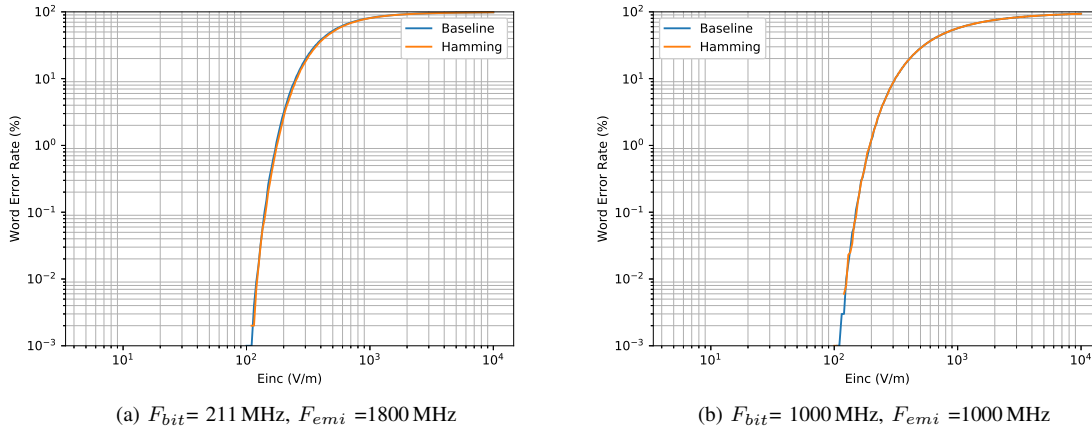 10²
10¹
10⁰
10⁻¹
10⁻²
10⁻³
Word Error Rate (%)
Baseline
Hamming
10¹
10²
10³
10⁴
Einc (V/m)
(a) F_bit= 211 MHz, F_emi =1800 MHz
10²
10¹
10⁰
10⁻¹
10⁻²
10⁻³
Word Error Rate (%)
Baseline
Hamming
10¹
10²
10³
10⁴
Einc (V/m)
(b) F_bit= 1000 MHz, F_emi =1000 MHz